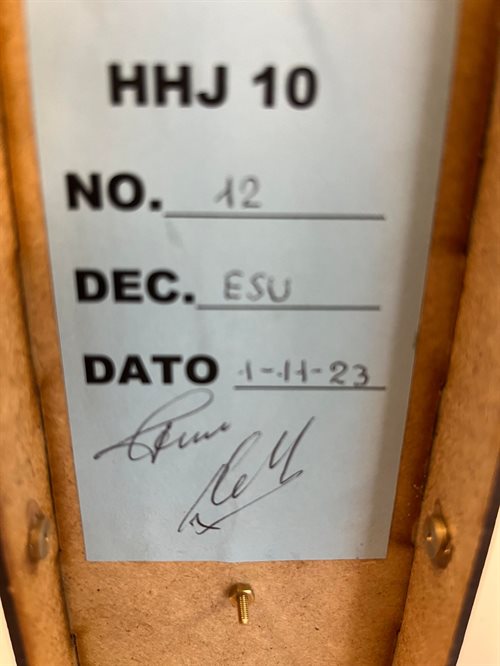 HHJ 10
NO. 12
DEC. ESU
DATO 1-11-23